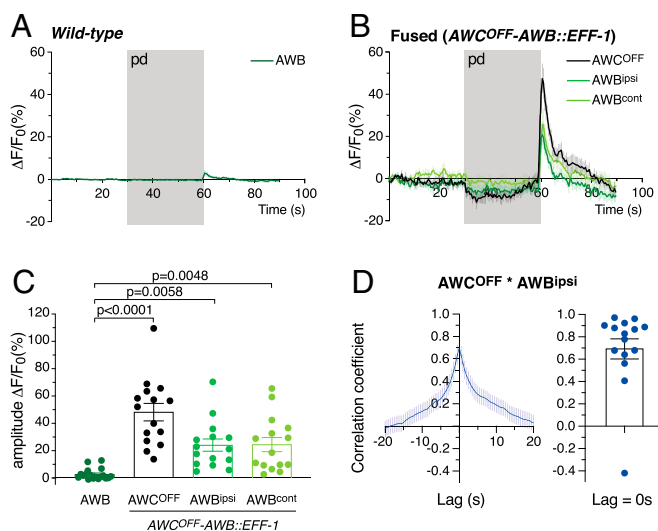 A
Wild-type
60
40
20
0
-20
ΔF/F0(%)
pd
AWB
20 40 60 80 100
Time (s)
B
Fused (AWCOFF-AWB::EFF-1)
60
40
20
0
-20
ΔF/F0(%)
pd
AWCOFF
AWBipsi
AWBcont
20 40 60 80 100
Time (s)
C
p=0.0048
p=0.0058
p<0.0001
120
100
80
60
40
20
0
amplitude ΔF/F0(%)
AWB AWCOFF AWBipsi AWBcont
AWCOFF-AWB::EFF-1
D
AWCOFF * AWBipsi
Correlation coefficient
1.0
0.8
0.6
0.4
0.2
0.0
-0.2
-0.4
-20 -10 0 10 20
Lag (s)
1.0
0.8
0.6
0.4
0.2
0.0
-0.2
-0.4
Lag = 0s